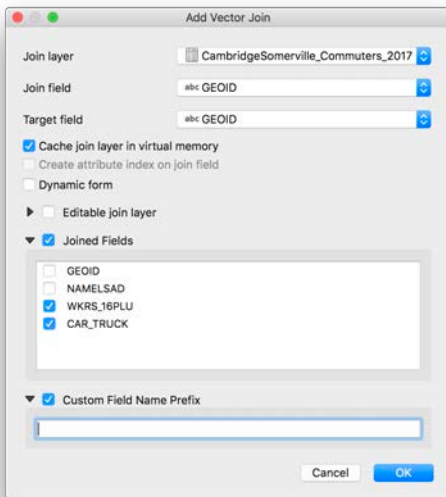 Add Vector Join
Join layer CambridgeSomerville_Commuters_2017
Join field abc GEOID
Target field abc GEOID
Cache join layer in virtual memory
Create attribute index on join field
Dynamic form
Editable join layer
Joined Fields
GEOID
NAMELSAD
WKRS_16PLU
CAR_TRUCK
Custom Field Name Prefix
Cancel OK